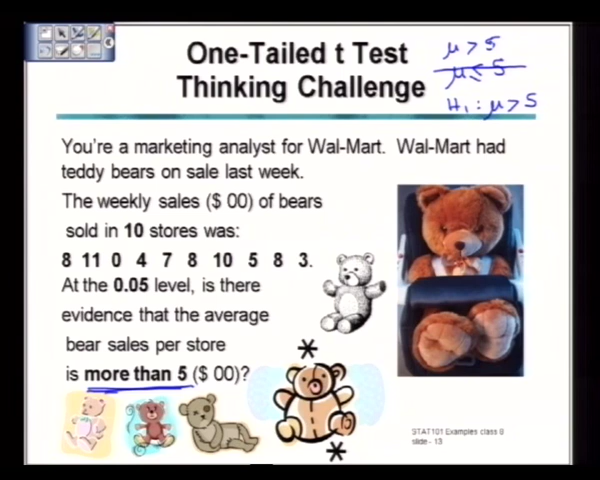 One-Tailed t Test
Thinking Challenge
μ > 5
μ ≤ 5
H₁ : μ > 5
You're a marketing analyst for Wal-Mart. Wal-Mart had
teddy bears on sale last week.
The weekly sales ($ 00) of bears
sold in 10 stores was:
8 11 0 4 7 8 10 5 8 3.
At the 0.05 level, is there
evidence that the average
bear sales per store
is more than 5 ($ 00)?
STAT101 Examples class 8
slide - 13